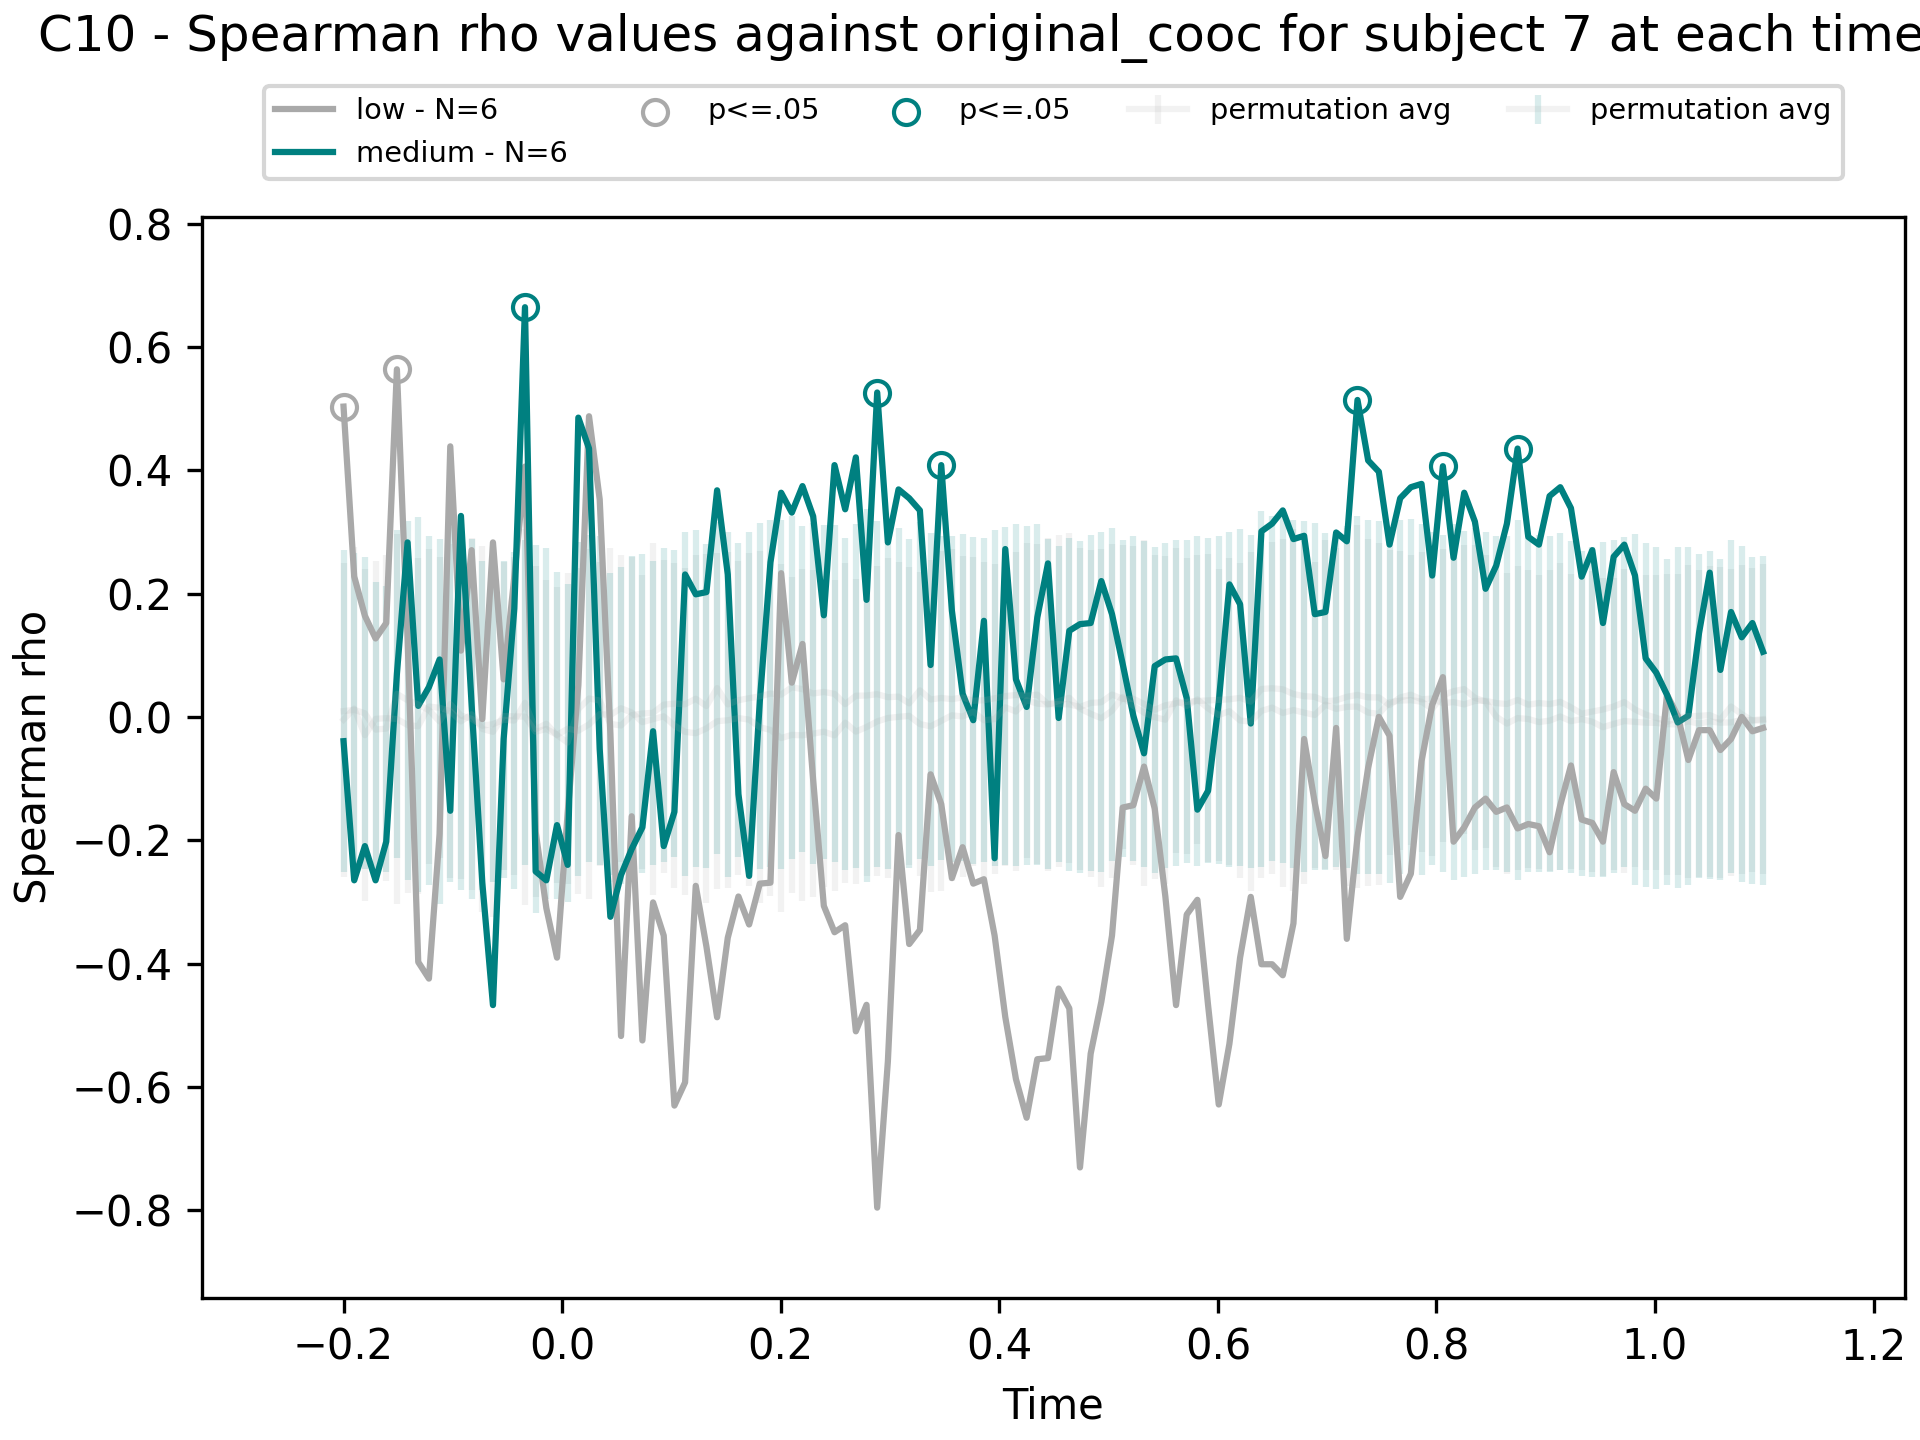 C10 - Spearman rho values against original_cooc for subject 7 at each time
low - N=6
medium - N=6
p<=.05
p<=.05
permutation avg
permutation avg
0.8
0.6
0.4
0.2
0.0
−0.2
−0.4
−0.6
−0.8
Spearman rho
−0.2 0.0 0.2 0.4 0.6 0.8 1.0 1.2
Time